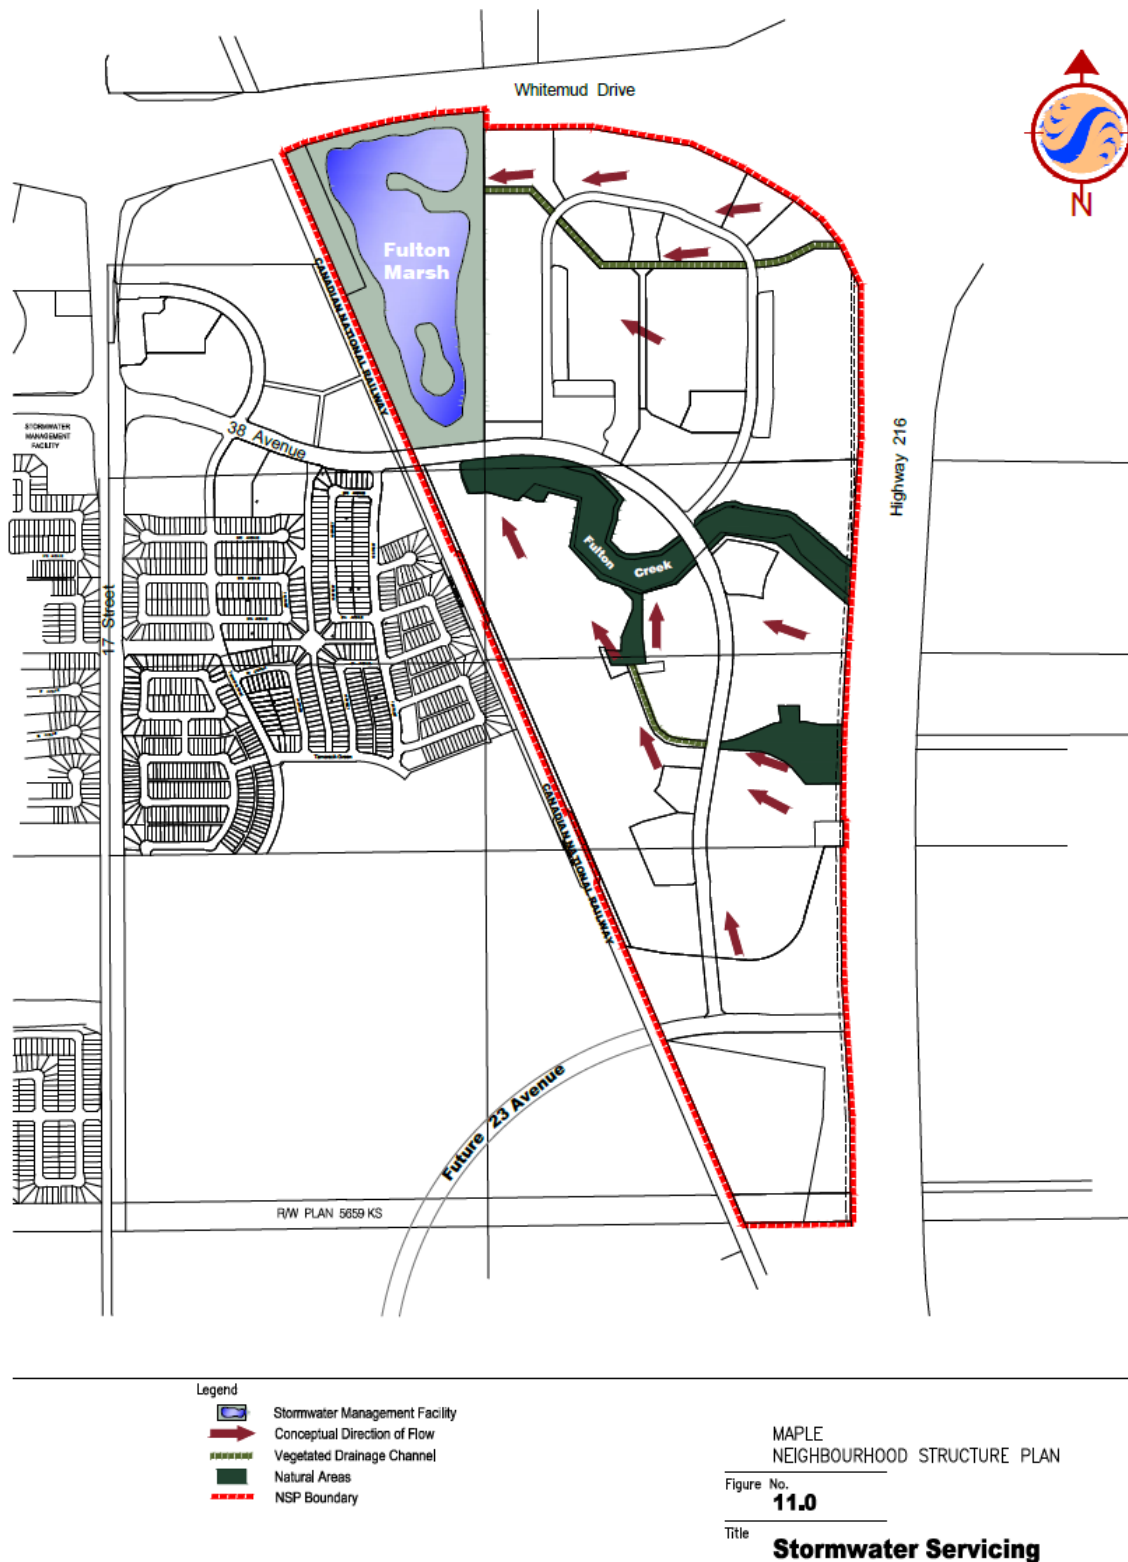 Whitemud Drive
N
Fulton
Marsh
CANADIAN NATIONAL RAILWAY
38 Avenue
STORMWATER
MANAGEMENT
FACILITY
Highway 216
Fulton
Creek
17 Street
Tamarack Green
CANADIAN NATIONAL RAILWAY
Future 23 Avenue
R/W PLAN 5659 KS
Legend
Stormwater Management Facility
Conceptual Direction of Flow
Vegetated Drainage Channel
Natural Areas
NSP Boundary
MAPLE
NEIGHBOURHOOD STRUCTURE PLAN
Figure No.
11.0
Title
Stormwater Servicing